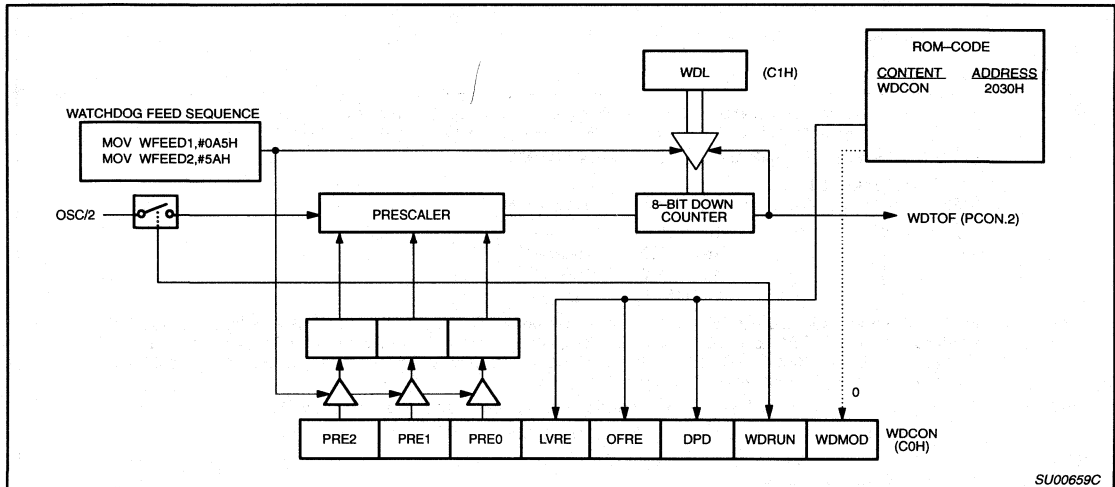 ROM–CODE
CONTENT ADDRESS
WDCON 2030H
WDL (C1H)
WATCHDOG FEED SEQUENCE
MOV WFEED1,#0A5H
MOV WFEED2,#5AH
OSC/2
PRESCALER
8–BIT DOWN
COUNTER
WDTOF (PCON.2)
0
PRE2 PRE1 PRE0 LVRE OFRE DPD WDRUN WDMOD
WDCON
(C0H)
SU00659C